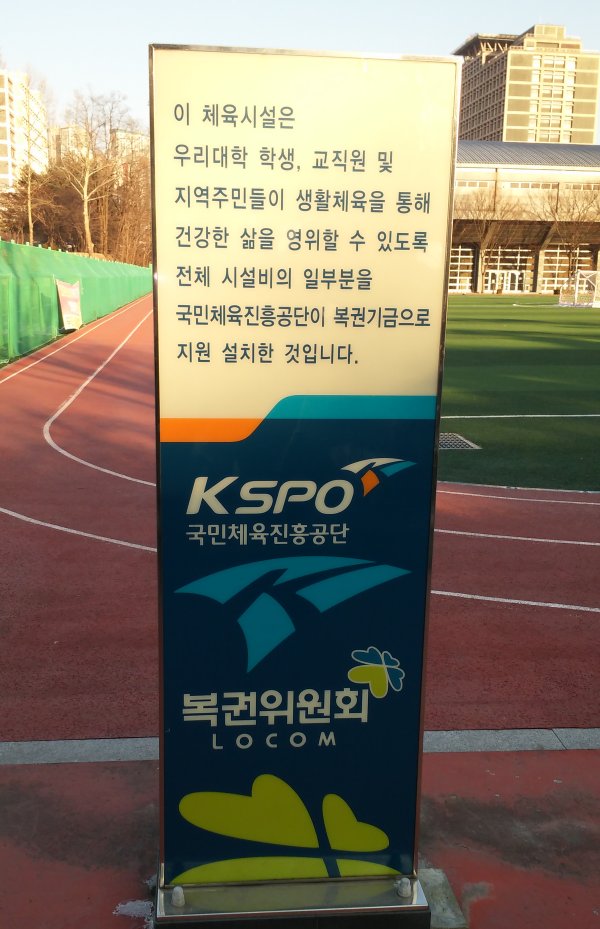 이 체육시설은
우리대학 학생, 교직원 및
지역주민들이 생활체육을 통해
건강한 삶을 영위할 수 있도록
전체 시설비의 일부분을
국민체육진흥공단이 복권기금으로
지원 설치한 것입니다.
KSPO
국민체육진흥공단
복권위원회
LOCOM